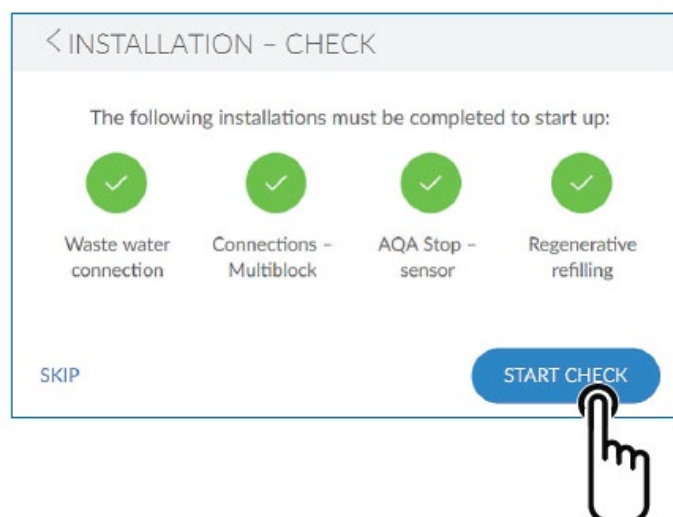 INSTALLATION – CHECK
The following installations must be completed to start up:
Waste water
connection
Connections –
Multiblock
AQA Stop –
sensor
Regenerative
refilling
SKIP
START CHECK